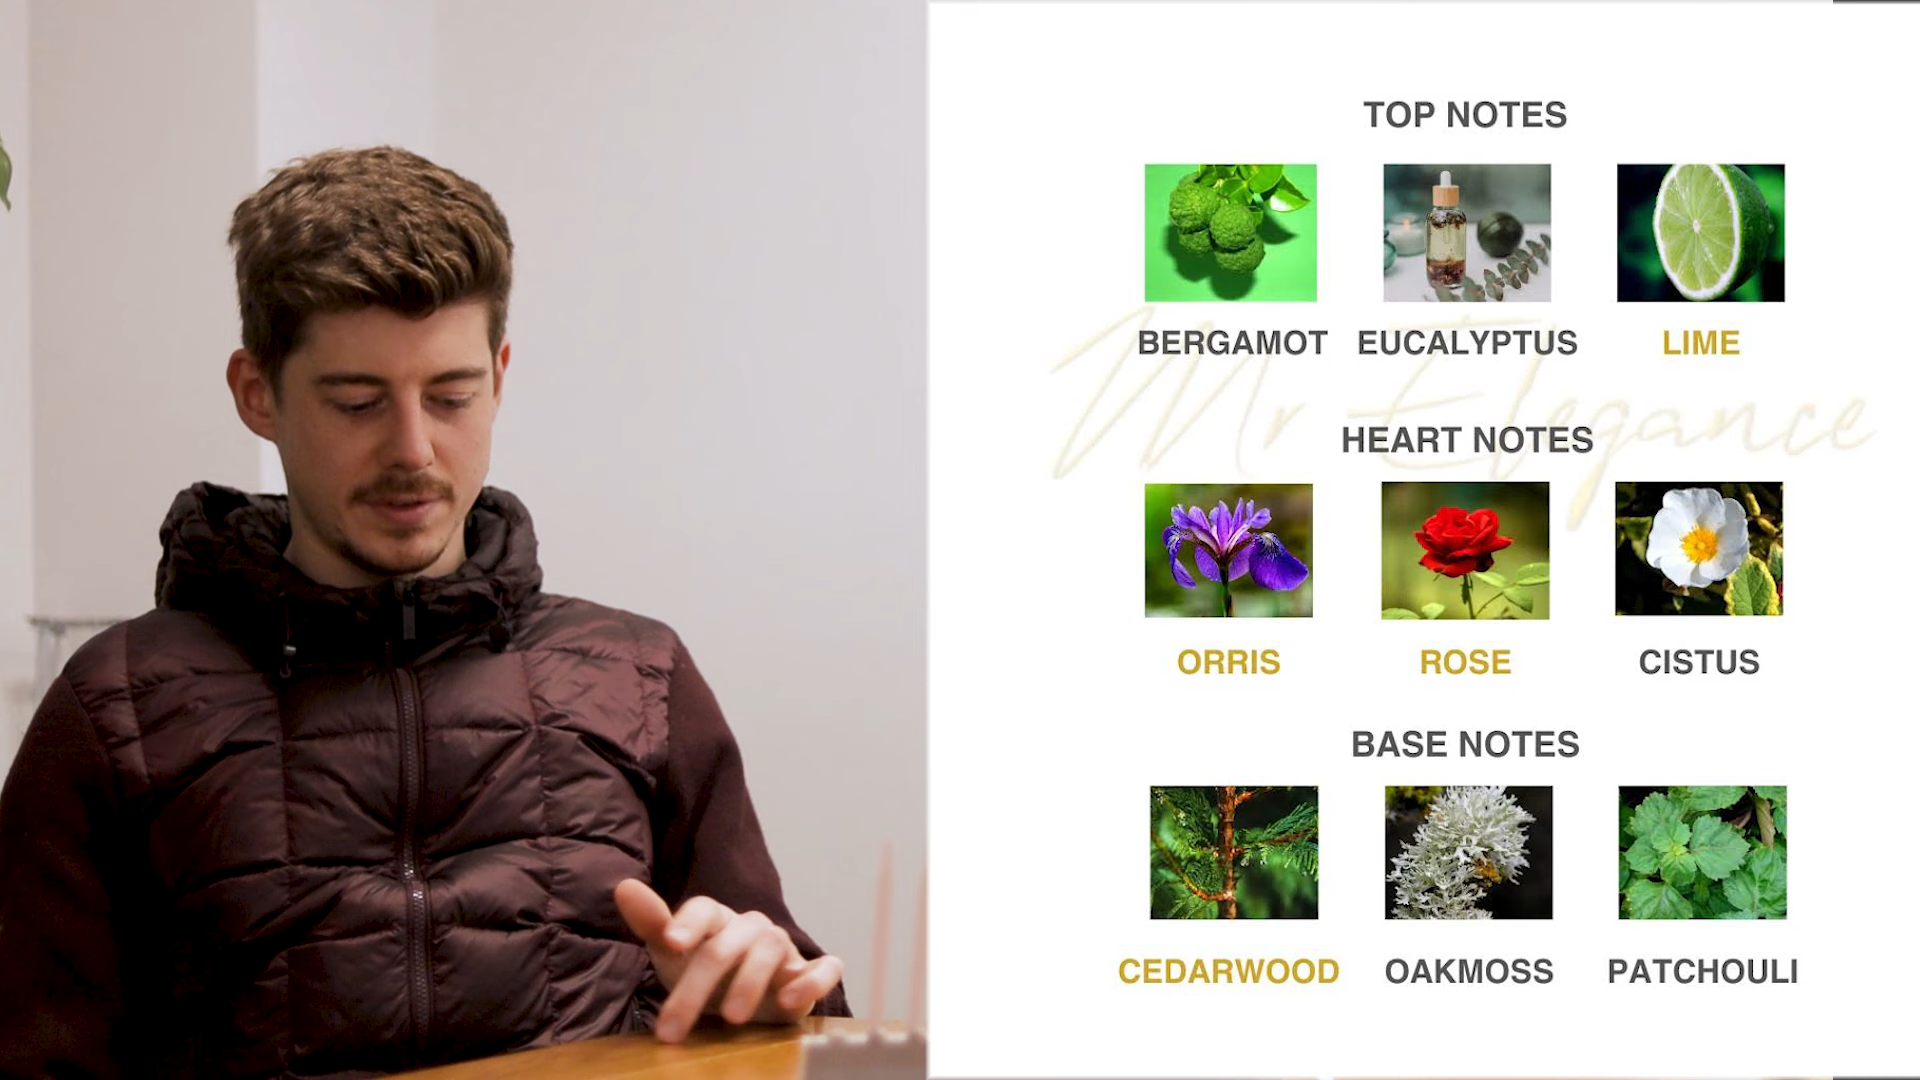 TOP NOTES
BERGAMOT EUCALYPTUS LIME
Mr Elegance
HEART NOTES
ORRIS ROSE CISTUS
BASE NOTES
CEDARWOOD OAKMOSS PATCHOULI